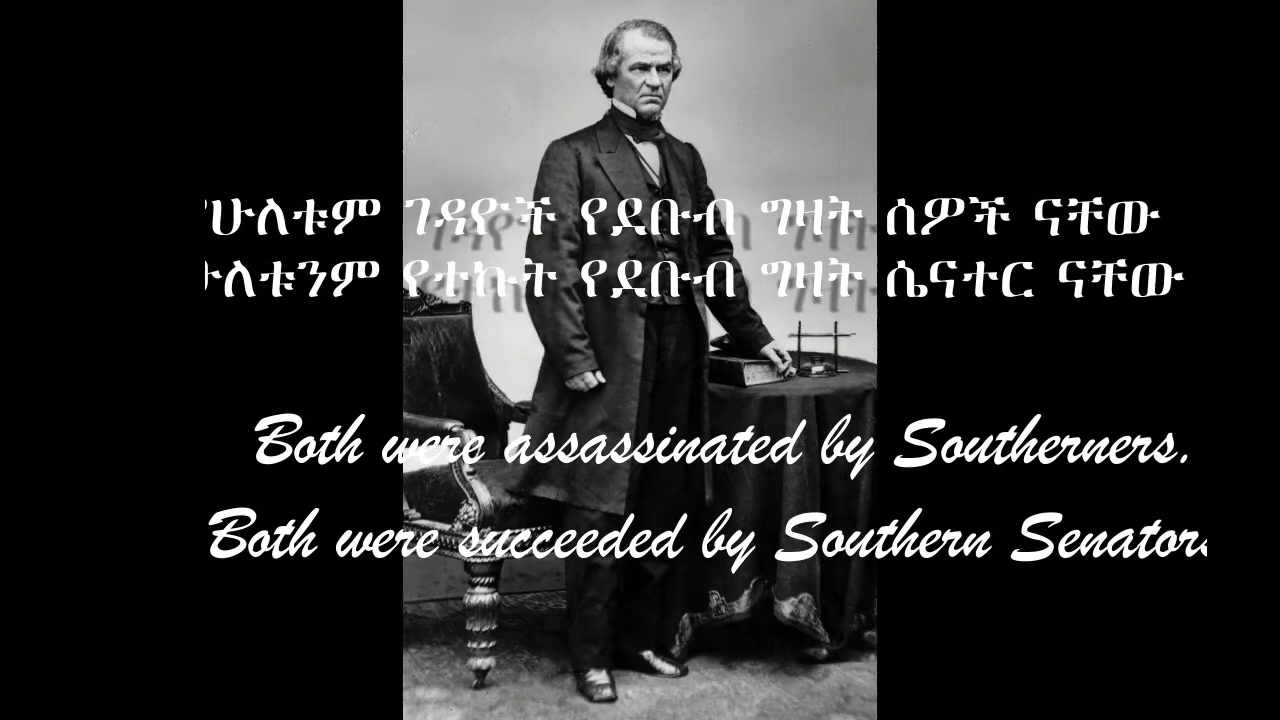 ገዳዮች የደቡብ ግዛት ሰዎች ናቸው
የተኩት የደቡብ ግዛት ሴናተር ናቸው
Both were assassinated by Southerners.
Both were succeeded by Southern